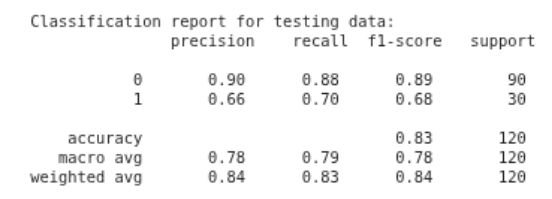 Classification report for testing data:
precision recall f1-score support
0 0.90 0.88 0.89 90
1 0.66 0.70 0.68 30
accuracy 0.83 120
macro avg 0.78 0.79 0.78 120
weighted avg 0.84 0.83 0.84 120